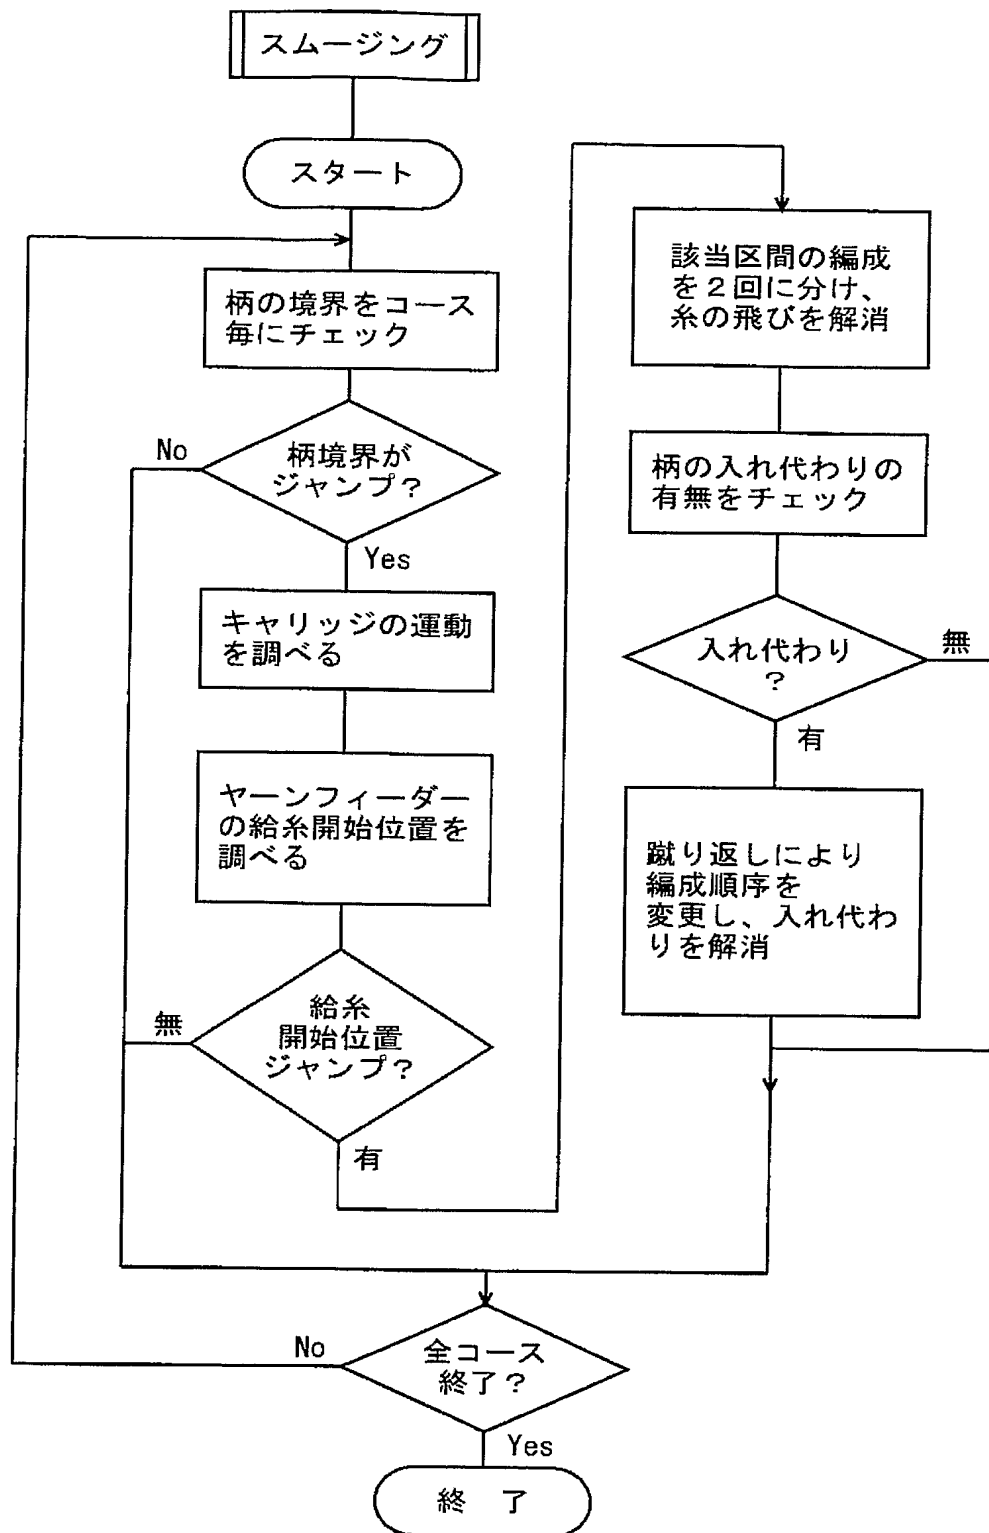 スムージング
スタート
柄の境界をコース
毎にチェック
No
柄境界が
ジャンプ？
Yes
キャリッジの運動
を調べる
ヤーンフィーダー
の給糸開始位置を
調べる
無
給糸
開始位置
ジャンプ？
有
該当区間の編成
を２回に分け、
糸の飛びを解消
柄の入れ代わりの
有無をチェック
入れ代わり
？
無
有
蹴り返しにより
編成順序を
変更し、入れ代わ
りを解消
No
全コース
終了？
Yes
終　了